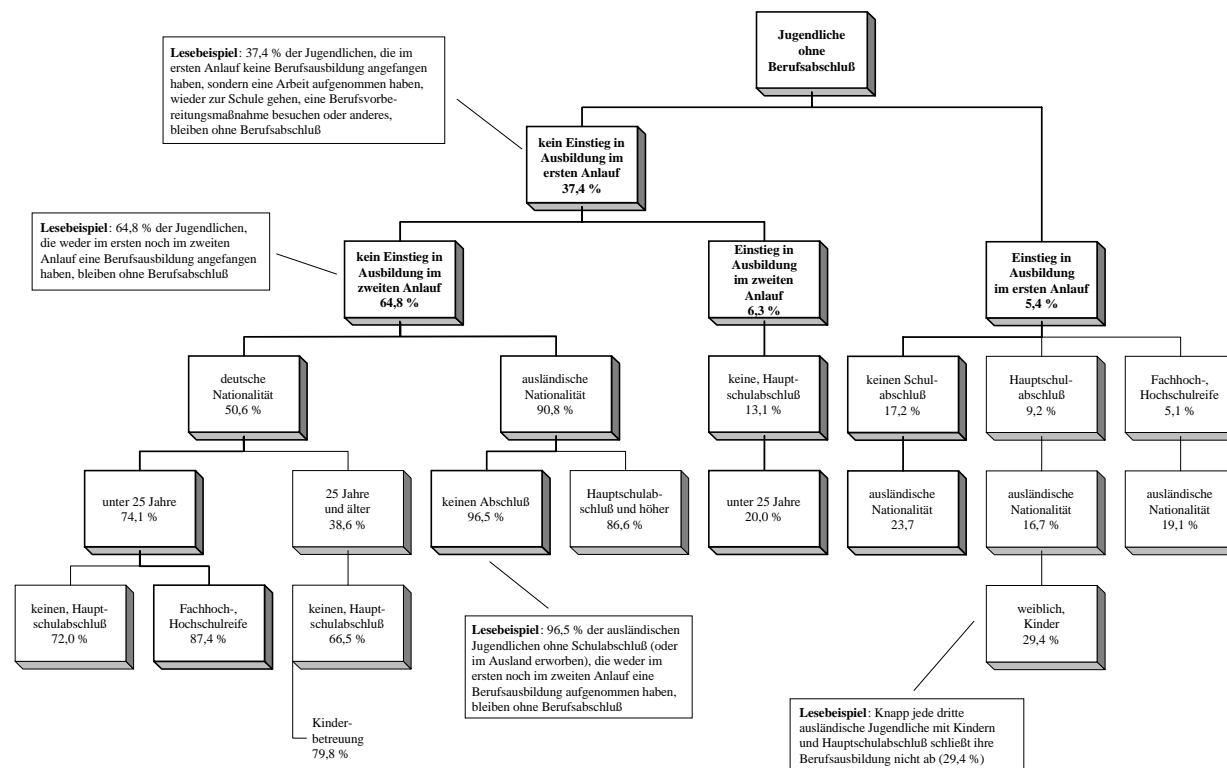 Jugendliche
ohne
Berufsabschluß
Lesebeispiel: 37,4 % der Jugendlichen, die im
ersten Anlauf keine Berufsausbildung angefangen
haben, sondern eine Arbeit aufgenommen haben,
wieder zur Schule gehen, eine Berufsvorbe-
reitungsmaßnahme besuchen oder anderes,
bleiben ohne Berufsabschluß
kein Einstieg in
Ausbildung im
ersten Anlauf
37,4 %
Lesebeispiel: 64,8 % der Jugendlichen,
die weder im ersten noch im zweiten
Anlauf eine Berufsausbildung angefangen
haben, bleiben ohne Berufsabschluß
kein Einstieg in
Ausbildung im
zweiten Anlauf
64,8 %
Einstieg in
Ausbildung
im zweiten
Anlauf
6,3 %
Einstieg in
Ausbildung
im ersten Anlauf
5,4 %
deutsche
Nationalität
50,6 %
ausländische
Nationalität
90,8 %
keine, Haupt-
schulabschluß
13,1 %
keinen Schul-
abschluß
17,2 %
Hauptschul-
abschluß
9,2 %
Fachhoch-,
Hochschulreife
5,1 %
unter 25 Jahre
74,1 %
25 Jahre
und älter
38,6 %
keinen Abschluß
96,5 %
Hauptschulab-
schluß und höher
86,6 %
unter 25 Jahre
20,0 %
ausländische
Nationalität
23,7
ausländische
Nationalität
16,7 %
ausländische
Nationalität
19,1 %
keinen, Haupt-
schulabschluß
72,0 %
Fachhoch-,
Hochschulreife
87,4 %
keinen, Haupt-
schulabschluß
66,5 %
weiblich,
Kinder
29,4 %
Lesebeispiel: 96,5 % der ausländischen
Jugendlichen ohne Schulabschluß (oder
im Ausland erworben), die weder im
ersten noch im zweiten Anlauf eine
Berufsausbildung aufgenommen haben,
bleiben ohne Berufsabschluß
Kinder-
betreuung
79,8 %
Lesebeispiel: Knapp jede dritte
ausländische Jugendliche mit Kindern
und Hauptschulabschluß schließt ihre
Berufsausbildung nicht ab (29,4 %)